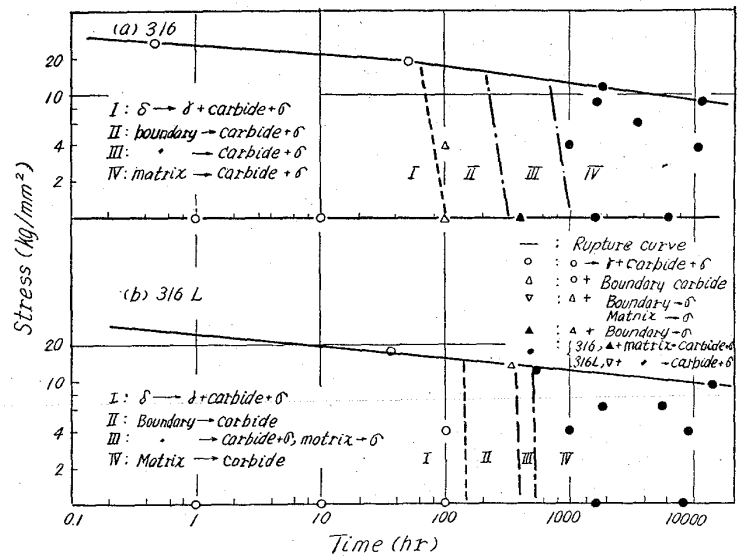 (a) 316
20
10
4
2
I : δ → γ + carbide + σ
II : boundary → carbide + σ
III : 〃 → carbide + σ
IV : matrix → carbide + σ
I
II
III
IV
Stress (kg/mm²)
— : Rupture curve
○ : ○ → γ + carbide + σ
△ : ○ + Boundary carbide
▽ : △ + Boundary → σ
Matrix → σ
▲ : △ + Boundary → σ
● : {316, ▲ + matrix - carbide + σ
316L, ▽ + 〃 - carbide + σ
(b) 316 L
20
10
4
2
I : δ → γ + carbide + σ
II : Boundary → carbide
III : 〃 → carbide + σ, matrix → σ
IV : Matrix → carbide
I
II
III
IV
0.1
1
10
100
1000
10000
Time (hr)